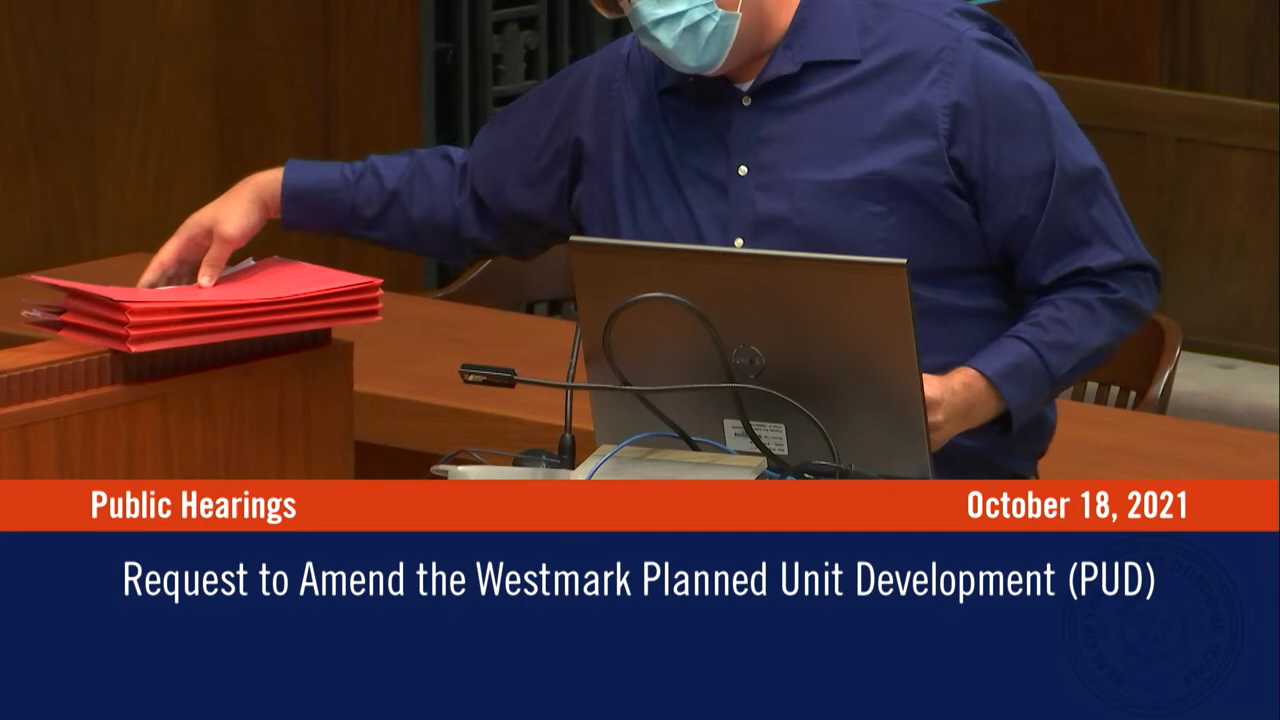 Public Hearings
October 18, 2021
Request to Amend the Westmark Planned Unit Development (PUD)